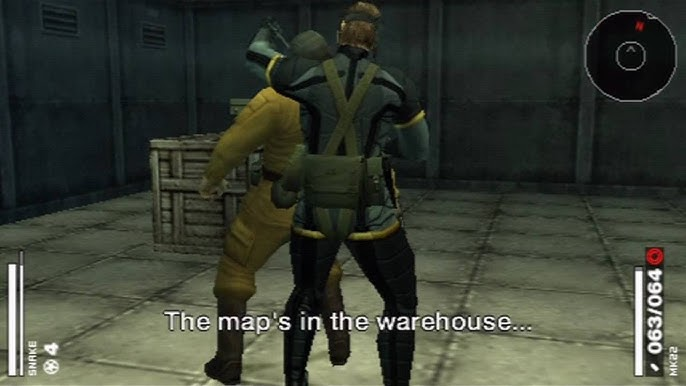 N
The map's in the warehouse...
SNAKE
4
063/064
MK22